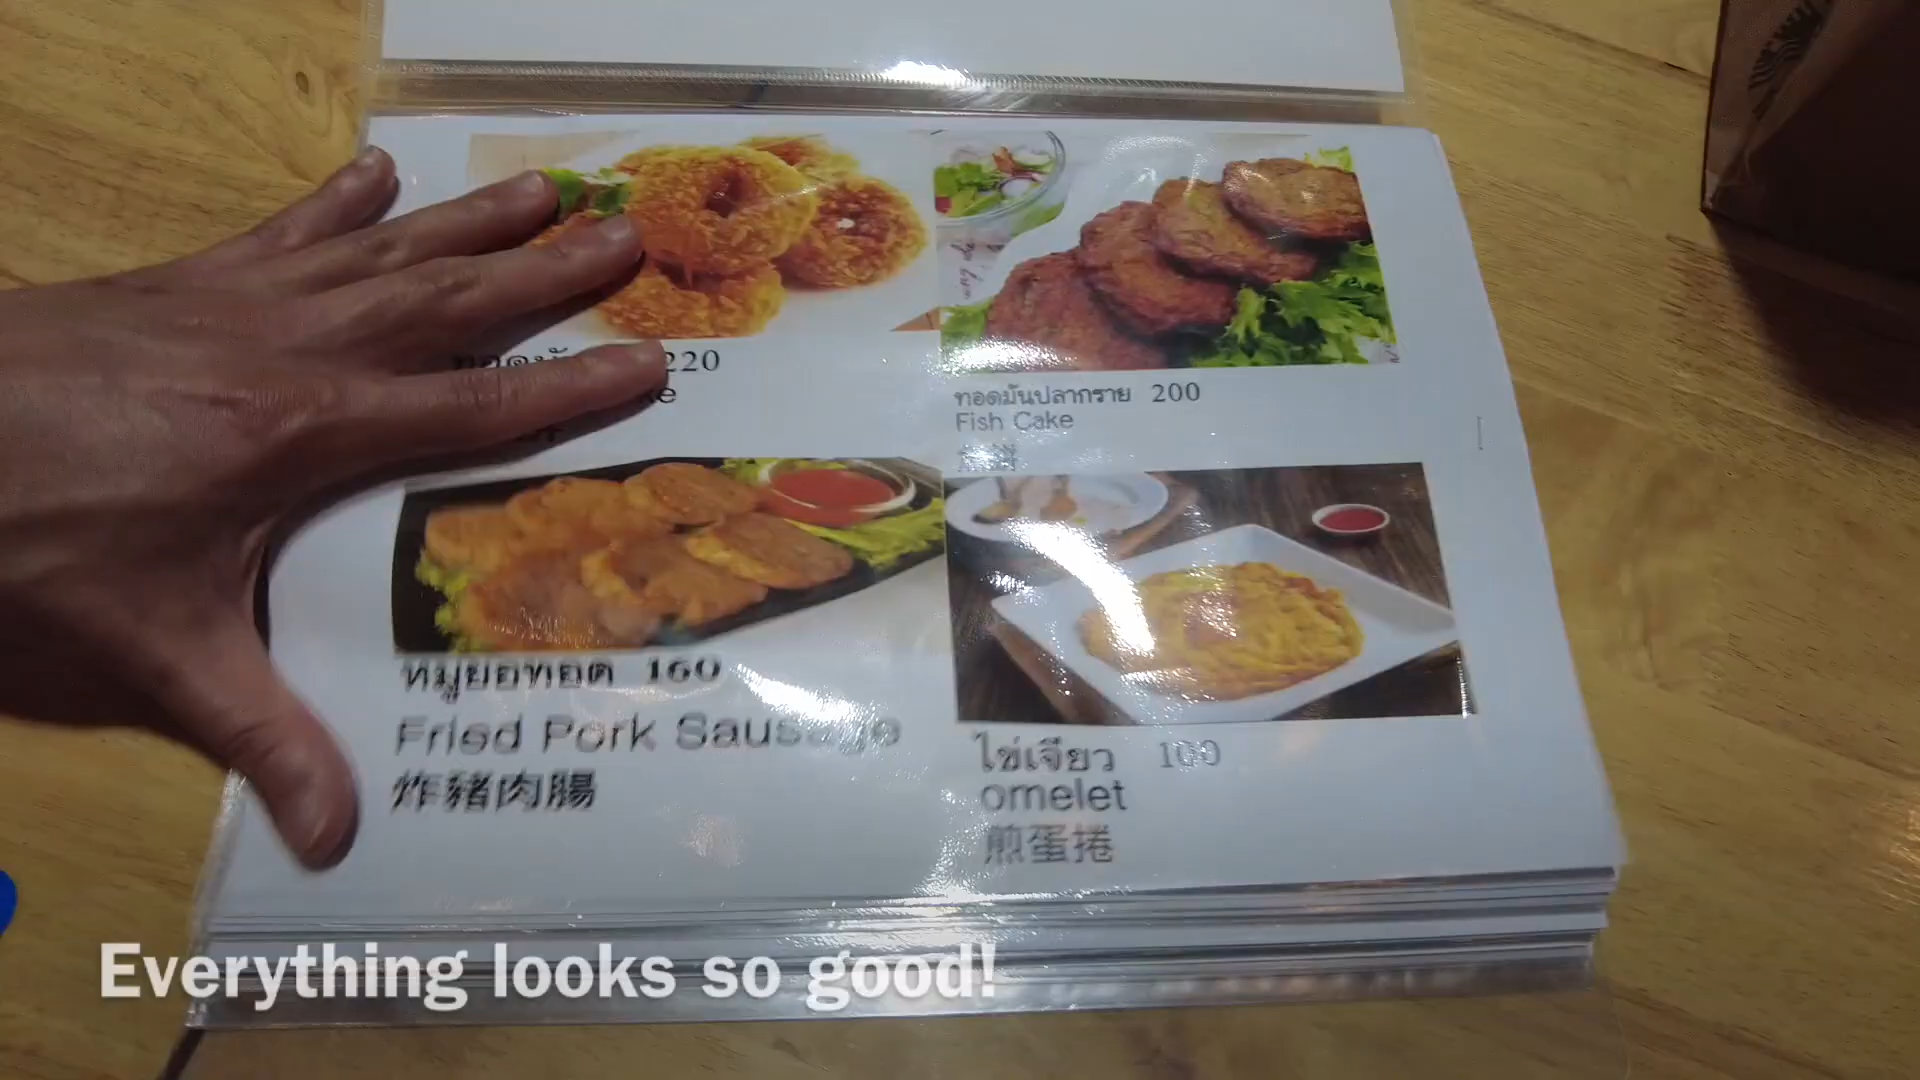 220
ทอดมันปลากราย 200
Fish Cake
หมูยอทอด 160
Fried Pork Sausage
炸豬肉腸
ไข่เจียว 100
omelet
煎蛋捲
Everything looks so good!